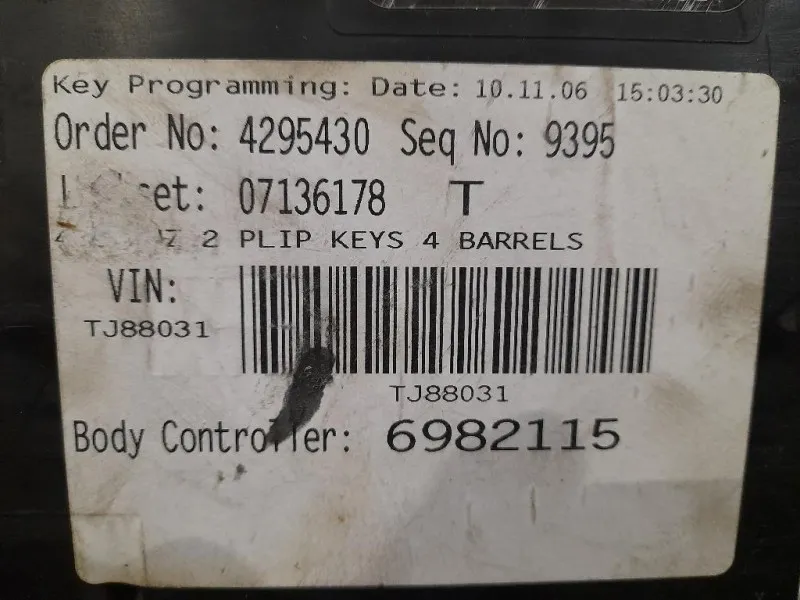 Key Programming: Date: 10.11.06 15:03:30
Order No: 4295430 Seq No: 9395
07136178 T
2 PLIP KEYS 4 BARRELS
VIN:
TJ88031
TJ88031
Body Controller: 6982115